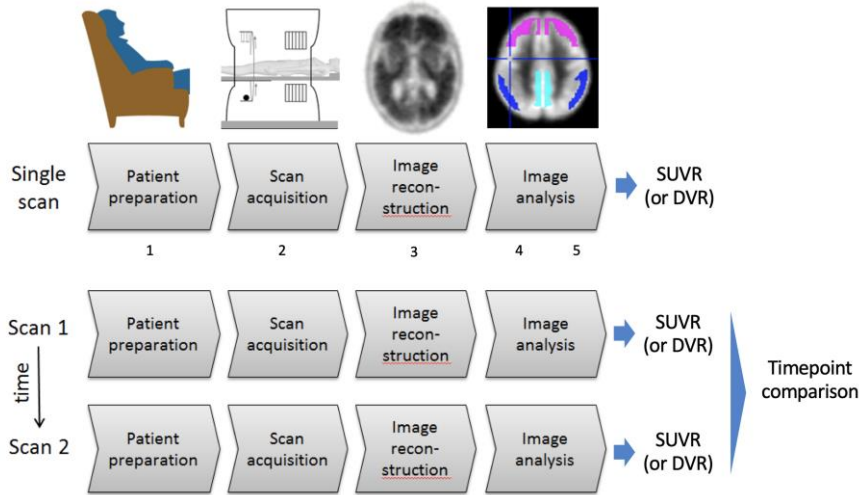 Single
scan
Patient
preparation
Scan
acquisition
Image
recon-
struction
Image
analysis
SUVR
(or DVR)
1
2
3
4
5
Scan 1
Patient
preparation
Scan
acquisition
Image
recon-
struction
Image
analysis
SUVR
(or DVR)
time
Timepoint
comparison
Scan 2
Patient
preparation
Scan
acquisition
Image
recon-
struction
Image
analysis
SUVR
(or DVR)